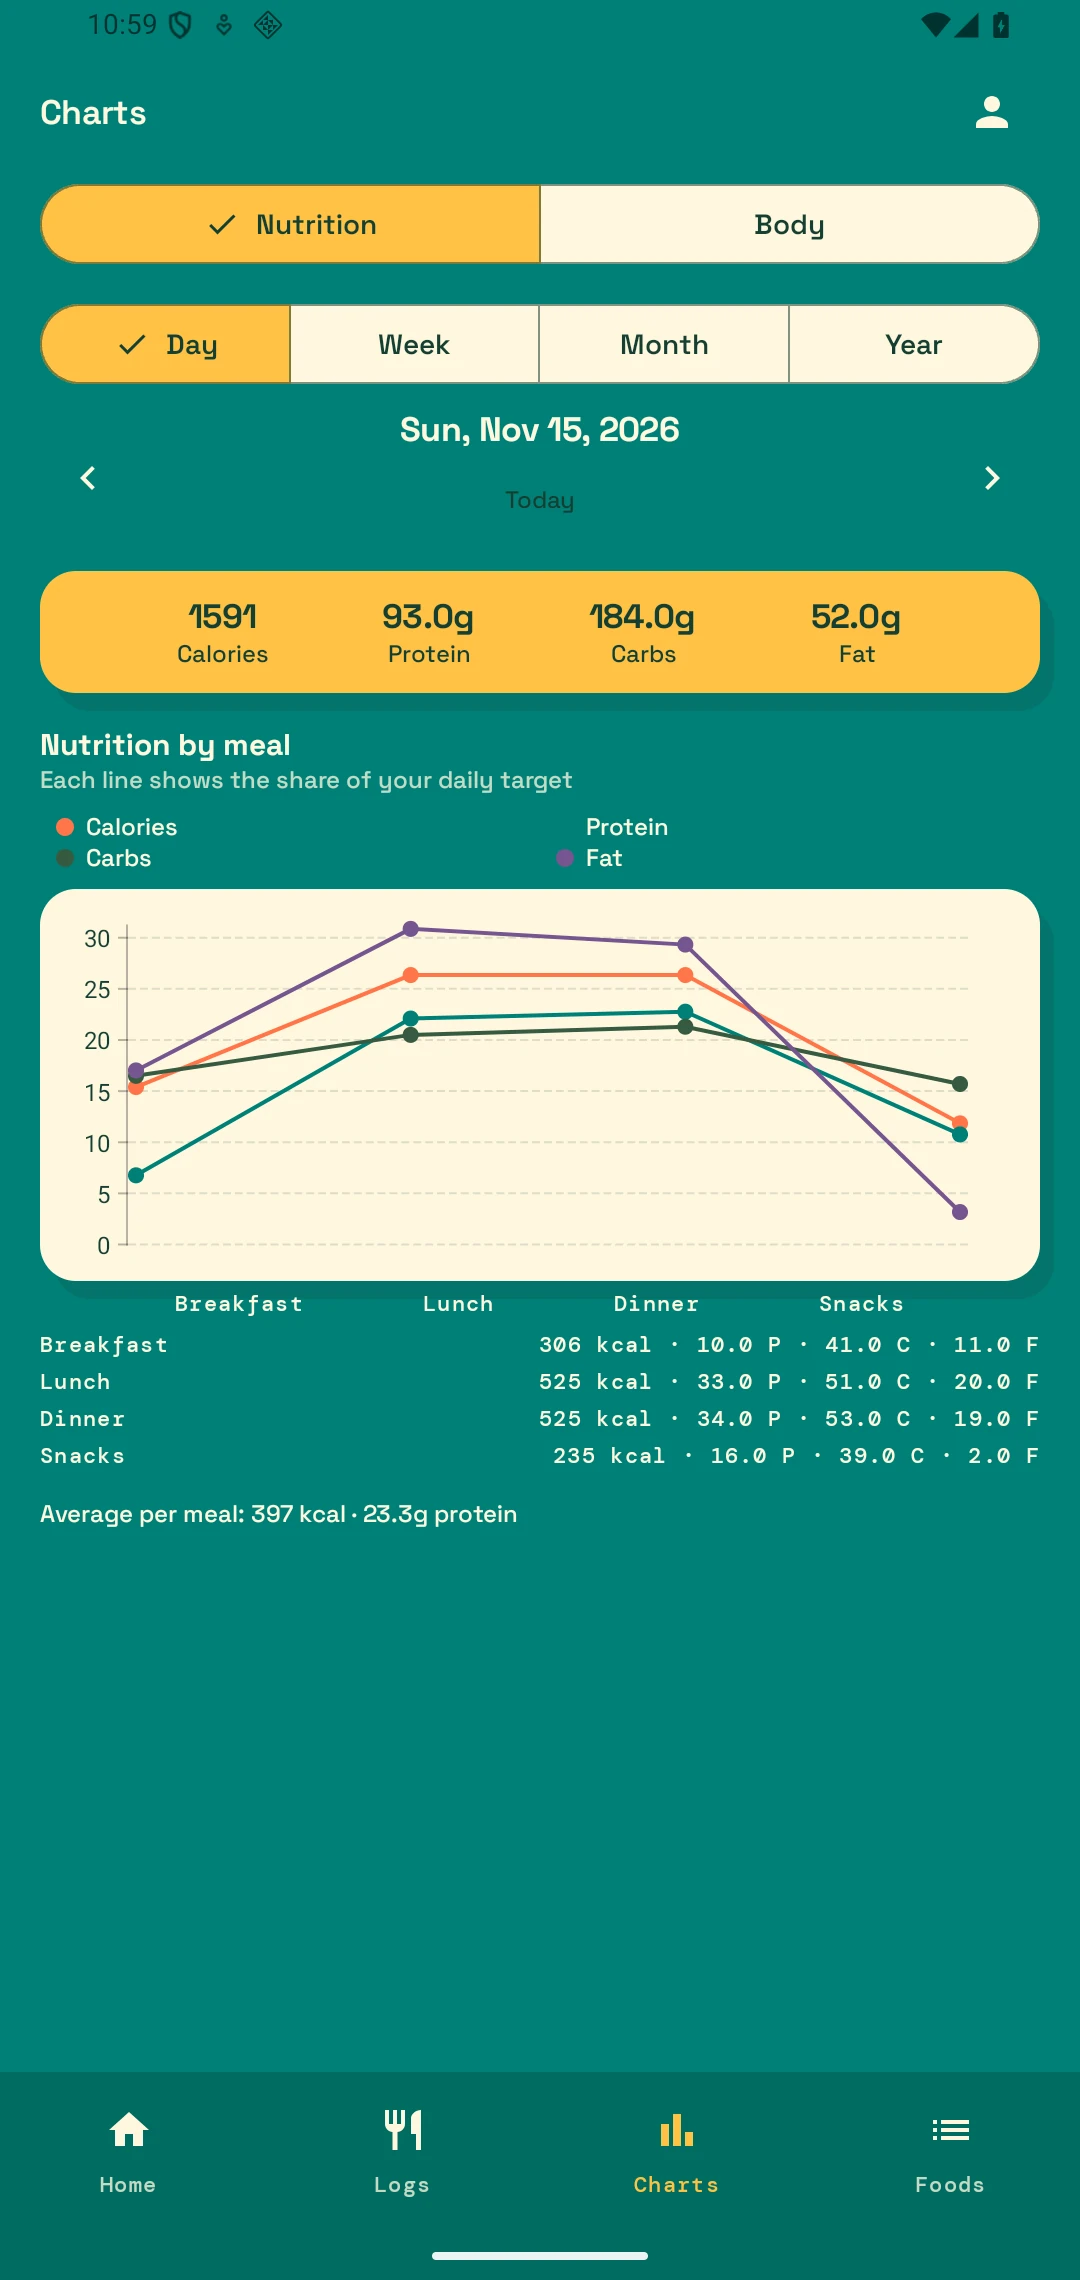 10:59
Charts
Nutrition Body
Day Week Month Year
Sun, Nov 15, 2026
Today
1591 93.0g 184.0g 52.0g
Calories Protein Carbs Fat
Nutrition by meal
Each line shows the share of your daily target
Calories Protein
Carbs Fat
30
25
20
15
10
5
0
Breakfast Lunch Dinner Snacks
Breakfast 306 kcal · 10.0 P · 41.0 C · 11.0 F
Lunch 525 kcal · 33.0 P · 51.0 C · 20.0 F
Dinner 525 kcal · 34.0 P · 53.0 C · 19.0 F
Snacks 235 kcal · 16.0 P · 39.0 C · 2.0 F
Average per meal: 397 kcal · 23.3g protein
Home Logs Charts Foods